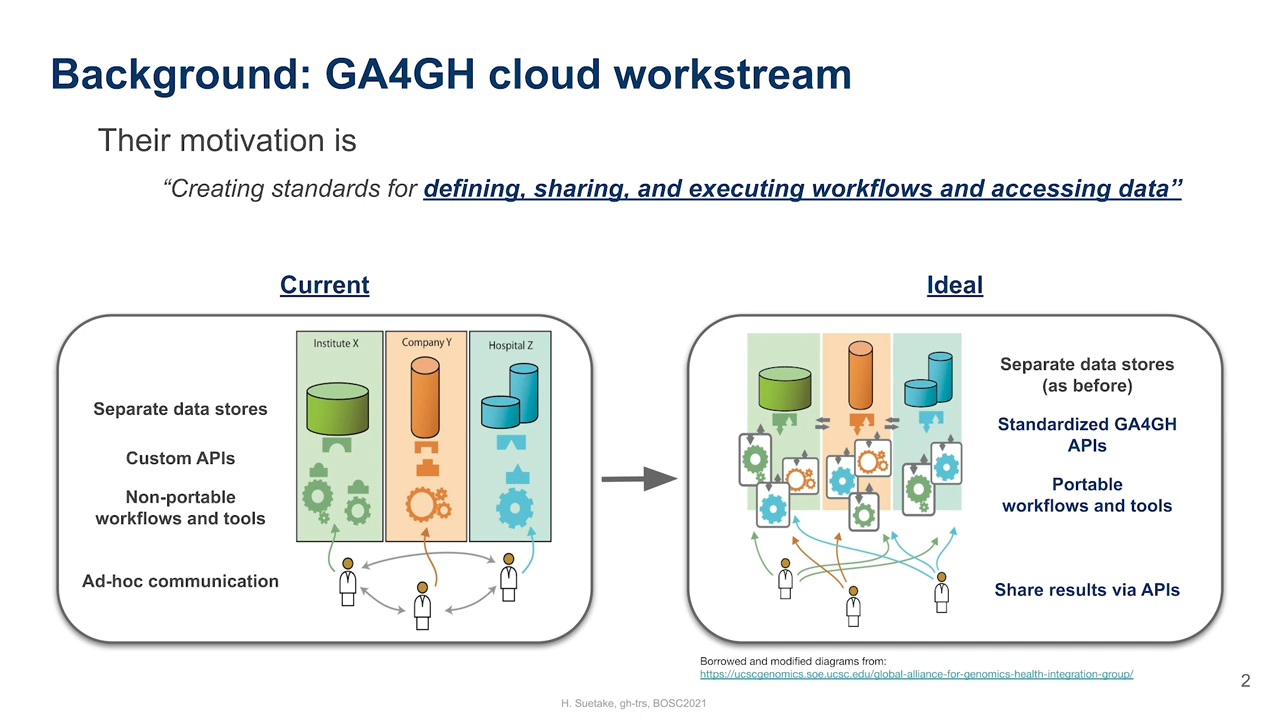 Background: GA4GH cloud workstream
Their motivation is
“Creating standards for defining, sharing, and executing workflows and accessing data”
Current
Institute X
Company Y
Hospital Z
Separate data stores
Custom APIs
Non-portable
workflows and tools
Ad-hoc communication
Ideal
Separate data stores
(as before)
Standardized GA4GH
APIs
Portable
workflows and tools
Share results via APIs
Borrowed and modified diagrams from:
https://ucscgenomics.soe.ucsc.edu/global-alliance-for-genomics-health-integration-group/
2
H. Suetake, gh-trs, BOSC2021